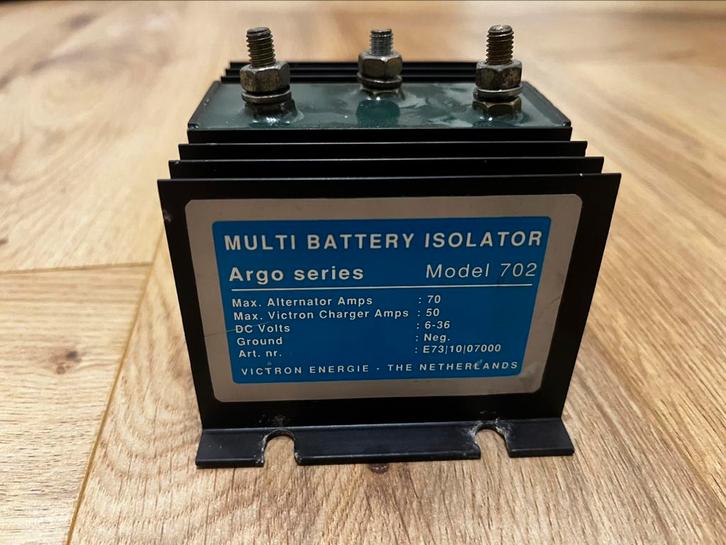 MULTI BATTERY ISOLATOR
Argo series Model 702
Max. Alternator Amps : 70
Max. Victron Charger Amps : 50
DC Volts : 6-36
Ground : Neg.
Art. nr. : E73|10|07000
VICTRON ENERGIE - THE NETHERLANDS